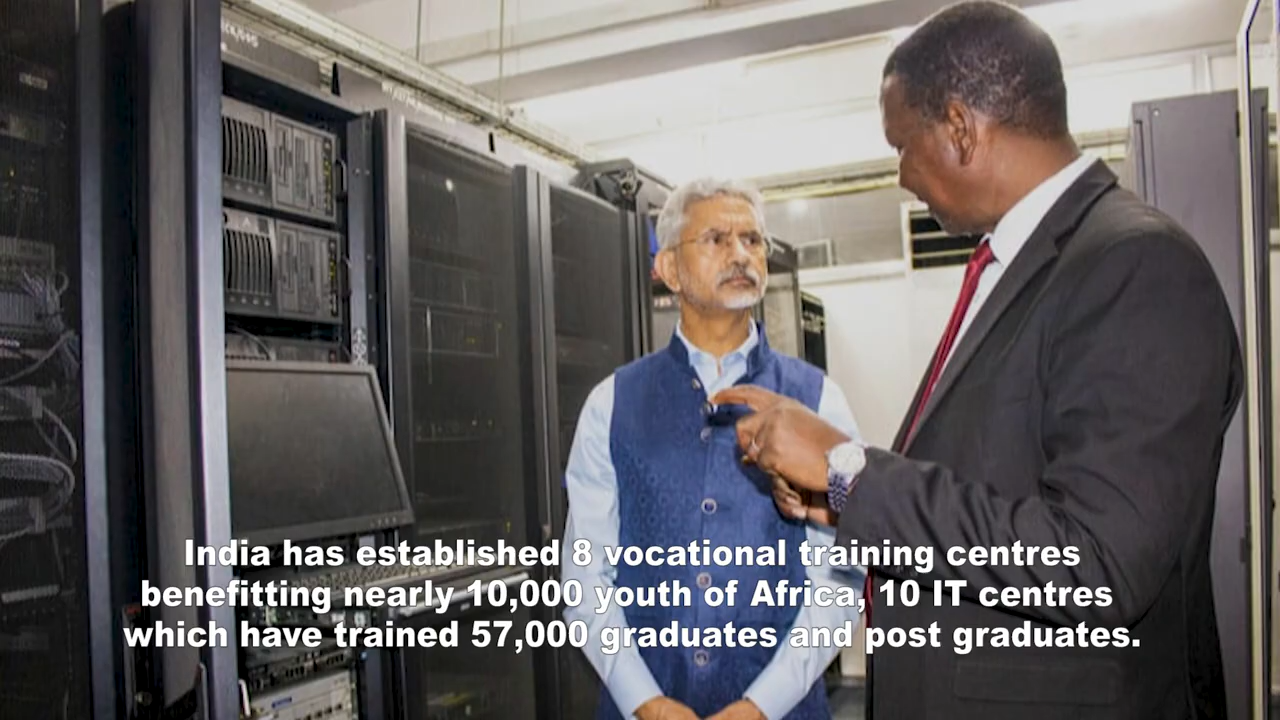 India has established 8 vocational training centres
benefitting nearly 10,000 youth of Africa, 10 IT centres
which have trained 57,000 graduates and post graduates.